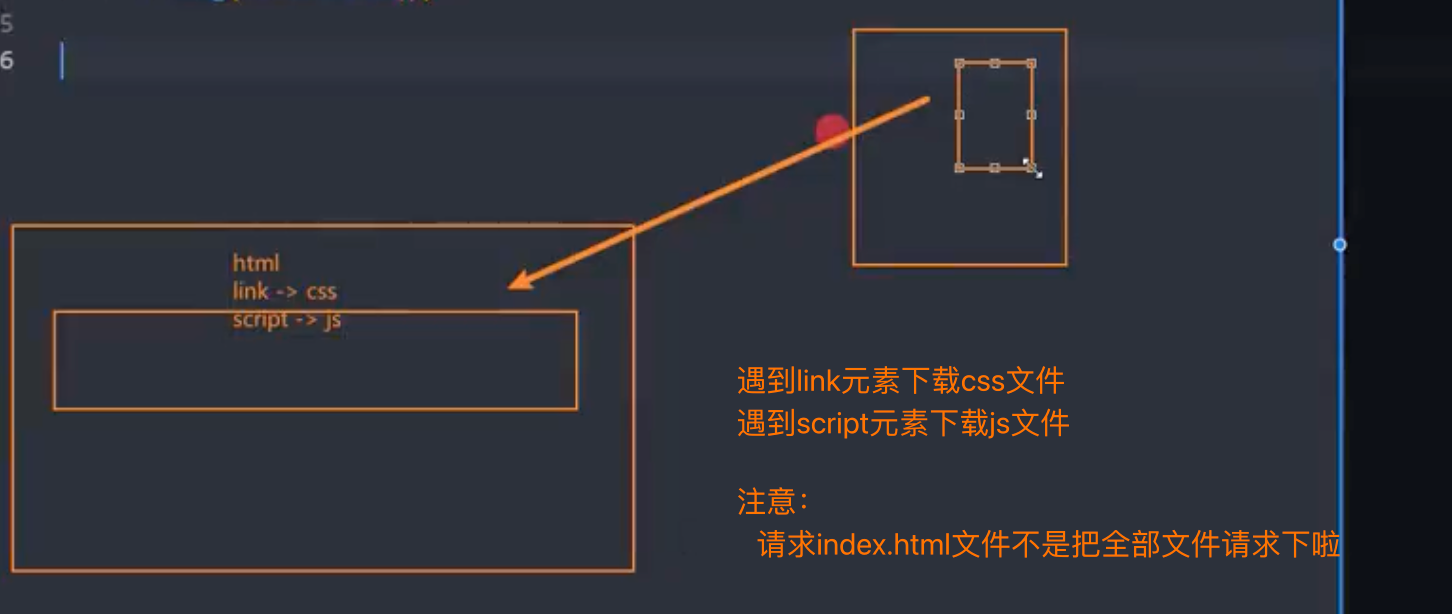 5
6
html
link -> css
script -> js
遇到link元素下载css文件
遇到script元素下载js文件
注意：
请求index.html文件不是把全部文件请求下啦